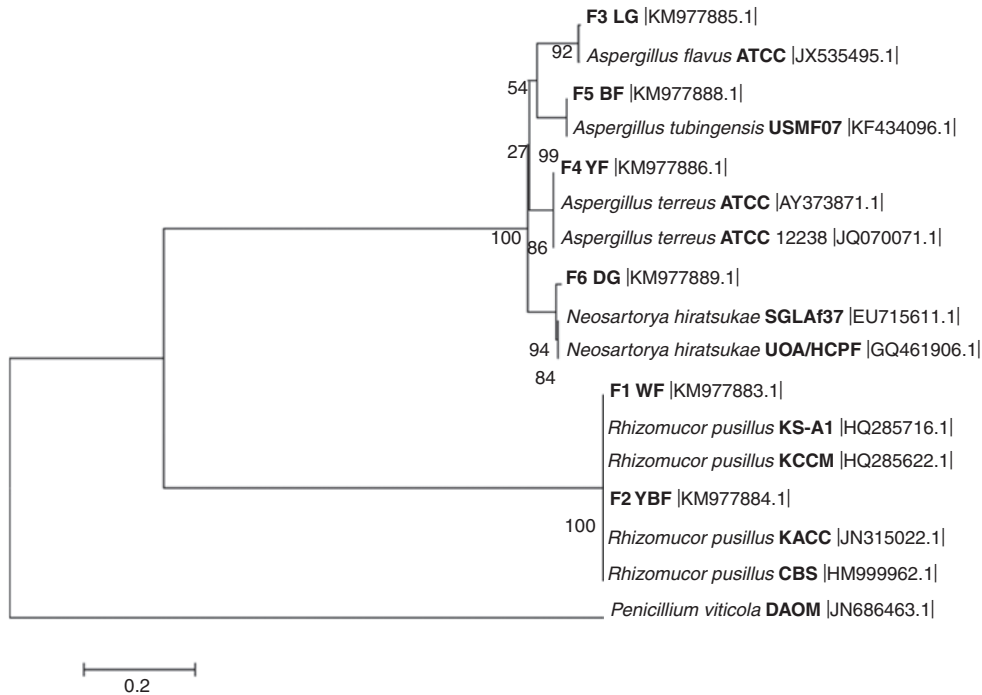 F3 LG |KM977885.1|
92
Aspergillus flavus ATCC |JX535495.1|
54
F5 BF |KM977888.1|
Aspergillus tubingensis USMF07 |KF434096.1|
27
99
F4 YF |KM977886.1|
Aspergillus terreus ATCC |AY373871.1|
100
86
Aspergillus terreus ATCC 12238 |JQ070071.1|
F6 DG |KM977889.1|
Neosartorya hiratsukae SGLAf37 |EU715611.1|
94
Neosartorya hiratsukae UOA/HCPF |GQ461906.1|
84
F1 WF |KM977883.1|
Rhizomucor pusillus KS-A1 |HQ285716.1|
Rhizomucor pusillus KCCM |HQ285622.1|
F2 YBF |KM977884.1|
100
Rhizomucor pusillus KACC |JN315022.1|
Rhizomucor pusillus CBS |HM999962.1|
Penicillium viticola DAOM |JN686463.1|
0.2